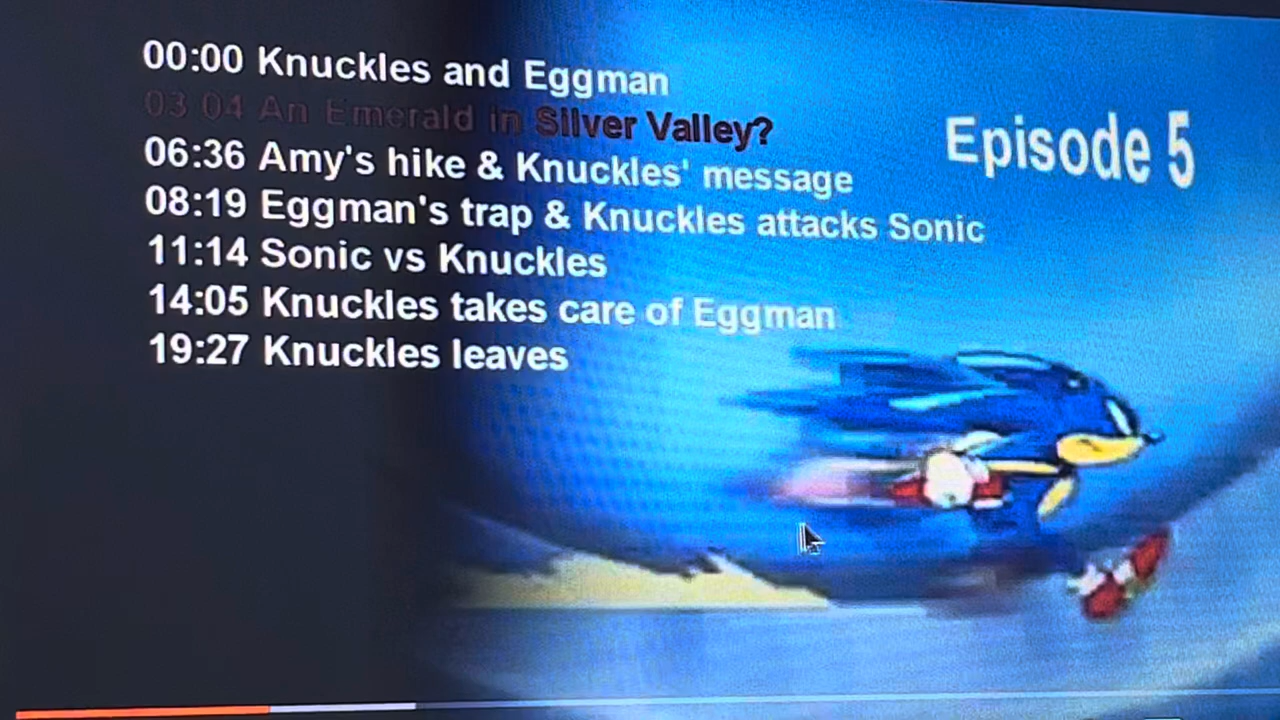 00:00 Knuckles and Eggman
03 04 An Emerald in Silver Valley?
06:36 Amy's hike & Knuckles' message
08:19 Eggman's trap & Knuckles attacks Sonic
11:14 Sonic vs Knuckles
14:05 Knuckles takes care of Eggman
19:27 Knuckles leaves
Episode 5